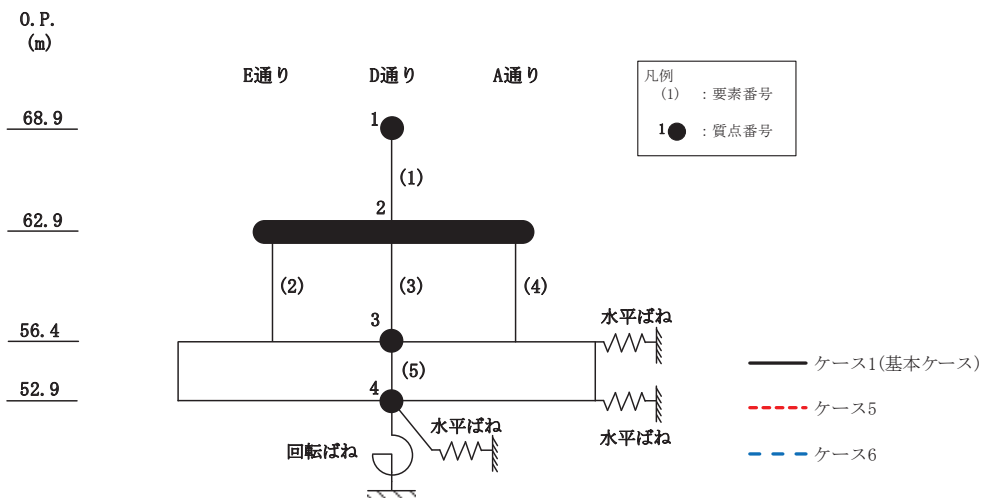 O.P.
(m)
E通り D通り A通り
凡例
(1) :要素番号
1 :質点番号
68.9
1
(1)
2
62.9
(2) (3) (4)
3
水平ばね
56.4
(5)
ケース1(基本ケース)
4
52.9
ケース5
水平ばね
水平ばね
回転ばね
ケース6